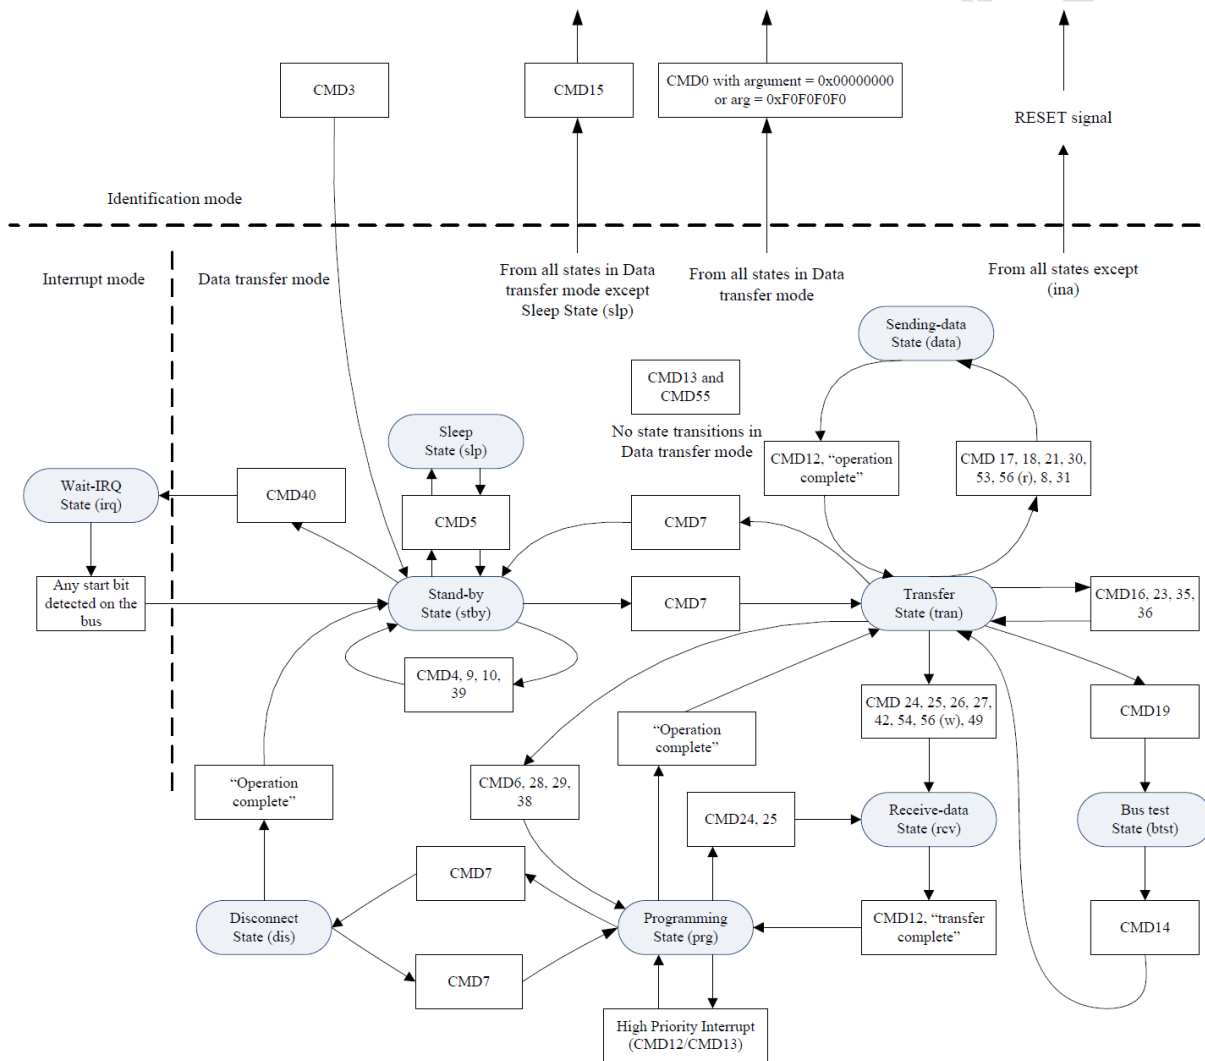 CMD3
CMD15
CMD0 with argument = 0x00000000
or arg = 0xF0F0F0F0
RESET signal
Identification mode
Interrupt mode
Data transfer mode
From all states in Data
transfer mode except
Sleep State (slp)
From all states in Data
transfer mode
From all states except
(ina)
Sending-data
State (data)
CMD13 and
CMD55
No state transitions in
Data transfer mode
Sleep
State (slp)
CMD12, “operation
complete”
CMD 17, 18, 21, 30,
53, 56 (r), 8, 31
Wait-IRQ
State (irq)
CMD40
CMD5
CMD7
Any start bit
detected on the
bus
Stand-by
State (stby)
CMD7
Transfer
State (tran)
CMD16, 23, 35,
36
CMD4, 9, 10,
39
CMD 24, 25, 26, 27,
42, 54, 56 (w), 49
CMD19
“Operation
complete”
“Operation
complete”
CMD6, 28, 29,
38
CMD24, 25
Receive-data
State (rcv)
Bus test
State (btst)
CMD7
Disconnect
State (dis)
Programming
State (prg)
CMD12, “transfer
complete”
CMD14
CMD7
High Priority Interrupt
(CMD12/CMD13)